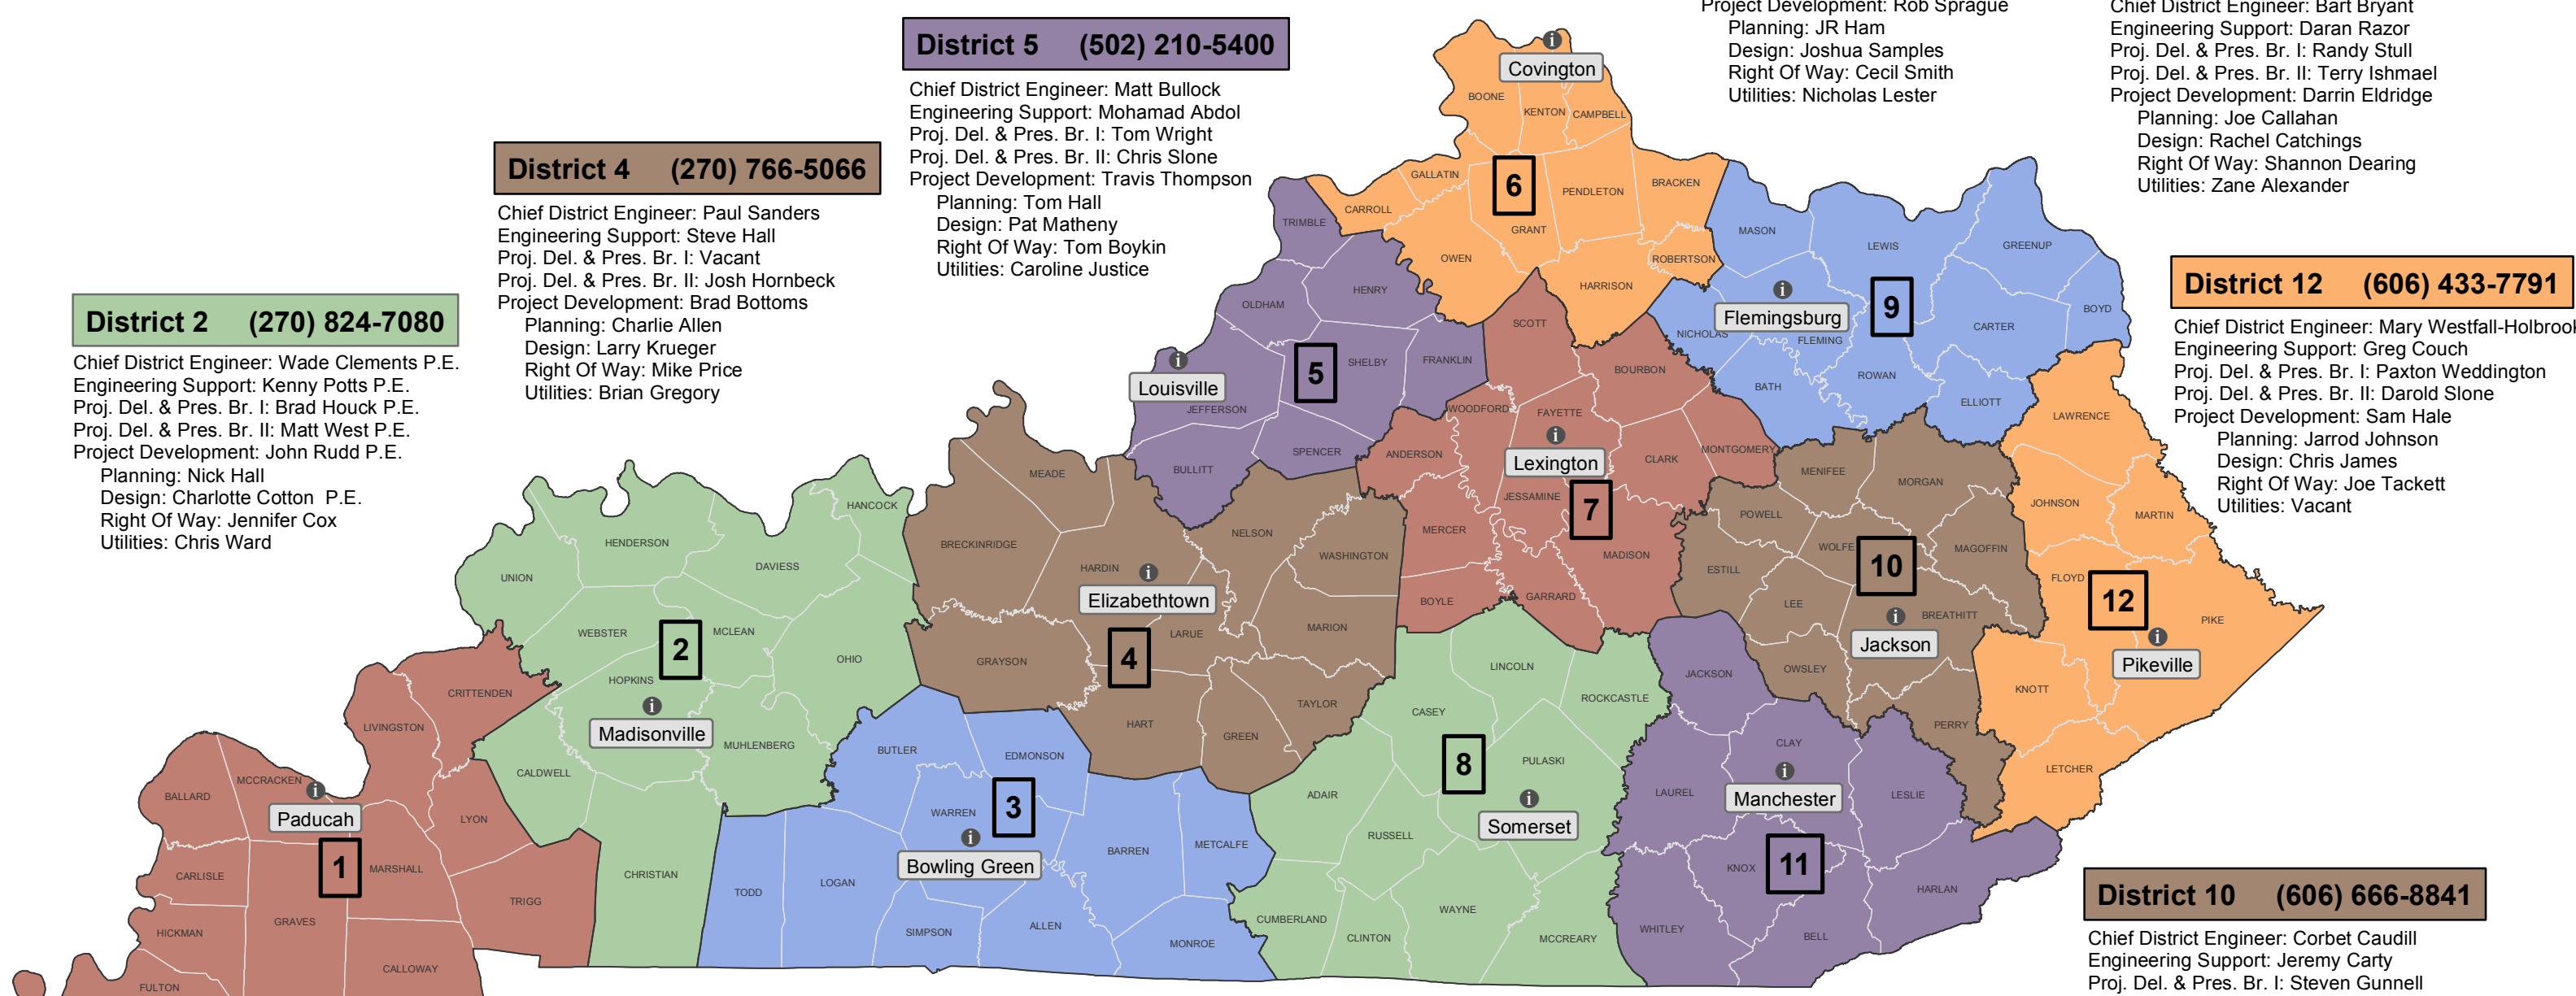 Project Development: Rob Sprague
Planning: JR Ham
Design: Joshua Samples
Right Of Way: Cecil Smith
Utilities: Nicholas Lester
Chief District Engineer: Bart Bryant
Engineering Support: Daran Razor
Proj. Del. & Pres. Br. I: Randy Stull
Proj. Del. & Pres. Br. II: Terry Ishmael
Project Development: Darrin Eldridge
Planning: Joe Callahan
Design: Rachel Catchings
Right Of Way: Shannon Dearing
Utilities: Zane Alexander
District 5 (502) 210-5400
Chief District Engineer: Matt Bullock
Engineering Support: Mohamad Abdol
Proj. Del. & Pres. Br. I: Tom Wright
Proj. Del. & Pres. Br. II: Chris Slone
Project Development: Travis Thompson
Planning: Tom Hall
Design: Pat Matheny
Right Of Way: Tom Boykin
Utilities: Caroline Justice
District 4 (270) 766-5066
Chief District Engineer: Paul Sanders
Engineering Support: Steve Hall
Proj. Del. & Pres. Br. I: Vacant
Proj. Del. & Pres. Br. II: Josh Hornbeck
Project Development: Brad Bottoms
Planning: Charlie Allen
Design: Larry Krueger
Right Of Way: Mike Price
Utilities: Brian Gregory
District 2 (270) 824-7080
Chief District Engineer: Wade Clements P.E.
Engineering Support: Kenny Potts P.E.
Proj. Del. & Pres. Br. I: Brad Houck P.E.
Proj. Del. & Pres. Br. II: Matt West P.E.
Project Development: John Rudd P.E.
Planning: Nick Hall
Design: Charlotte Cotton P.E.
Right Of Way: Jennifer Cox
Utilities: Chris Ward
District 12 (606) 433-7791
Chief District Engineer: Mary Westfall-Holbrook
Engineering Support: Greg Couch
Proj. Del. & Pres. Br. I: Paxton Weddington
Proj. Del. & Pres. Br. II: Darold Slone
Project Development: Sam Hale
Planning: Jarrod Johnson
Design: Chris James
Right Of Way: Joe Tackett
Utilities: Vacant
District 10 (606) 666-8841
Chief District Engineer: Corbet Caudill
Engineering Support: Jeremy Carty
Proj. Del. & Pres. Br. I: Steven Gunnell
Covington
BOONE
KENTON
CAMPBELL
GALLATIN
6
PENDLETON
BRACKEN
CARROLL
GRANT
OWEN
ROBERTSON
HARRISON
TRIMBLE
HENRY
OLDHAM
SHELBY
FRANKLIN
5
Louisville
JEFFERSON
SPENCER
BULLITT
MASON
LEWIS
GREENUP
Flemingsburg
9
BOYD
NICHOLAS
FLEMING
CARTER
BATH
ROWAN
ELLIOTT
SCOTT
BOURBON
WOODFORD
FAYETTE
Lexington
ANDERSON
CLARK
MONTGOMERY
JESSAMINE
7
MERCER
MADISON
BOYLE
GARRARD
MENIFEE
MORGAN
POWELL
WOLFE
MAGOFFIN
ESTILL
10
LEE
BREATHITT
Jackson
OWSLEY
PERRY
LAWRENCE
JOHNSON
MARTIN
FLOYD
12
PIKE
Pikeville
KNOTT
LETCHER
MEADE
BRECKINRIDGE
HARDIN
Elizabethtown
NELSON
WASHINGTON
LARUE
MARION
GRAYSON
4
TAYLOR
HART
GREEN
HANCOCK
HENDERSON
DAVIESS
UNION
WEBSTER
2
MCLEAN
OHIO
HOPKINS
Madisonville
MUHLENBERG
CALDWELL
CHRISTIAN
CRITTENDEN
LIVINGSTON
MCCRACKEN
BALLARD
Paducah
LYON
1
MARSHALL
CARLISLE
TRIGG
GRAVES
HICKMAN
CALLOWAY
FULTON
BUTLER
EDMONSON
3
WARREN
Bowling Green
BARREN
METCALFE
TODD
LOGAN
SIMPSON
ALLEN
MONROE
LINCOLN
ROCKCASTLE
CASEY
8
PULASKI
ADAIR
Somerset
RUSSELL
CUMBERLAND
WAYNE
CLINTON
MCCREARY
JACKSON
CLAY
LAUREL
Manchester
LESLIE
KNOX
11
HARLAN
WHITLEY
BELL